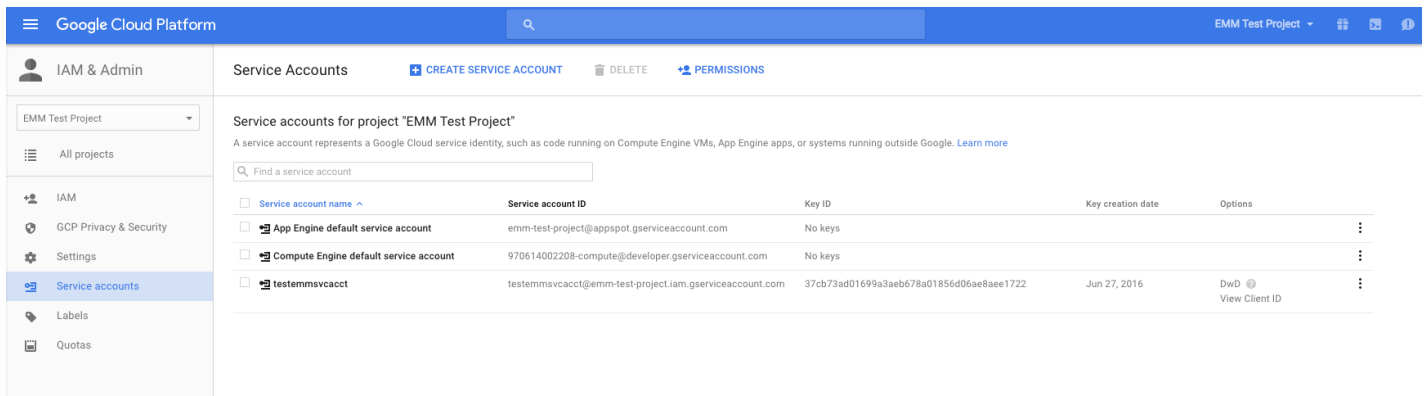 Google Cloud Platform
EMM Test Project
IAM & Admin
Service Accounts
CREATE SERVICE ACCOUNT
DELETE
PERMISSIONS
EMM Test Project
All projects
IAM
GCP Privacy & Security
Settings
Service accounts
Labels
Quotas
Service accounts for project "EMM Test Project"
A service account represents a Google Cloud service identity, such as code running on Compute Engine VMs, App Engine apps, or systems running outside Google. Learn more
Find a service account
Service account name Service account ID Key ID Key creation date Options
App Engine default service account emm-test-project@appspot.gserviceaccount.com No keys
Compute Engine default service account 970614002208-compute@developer.gserviceaccount.com No keys
testemmsvcacct testemmsvcacct@emm-test-project.iam.gserviceaccount.com 37cb73ad01699a3aeb678a01856d06ae8aee1722 Jun 27, 2016 DwD
View Client ID